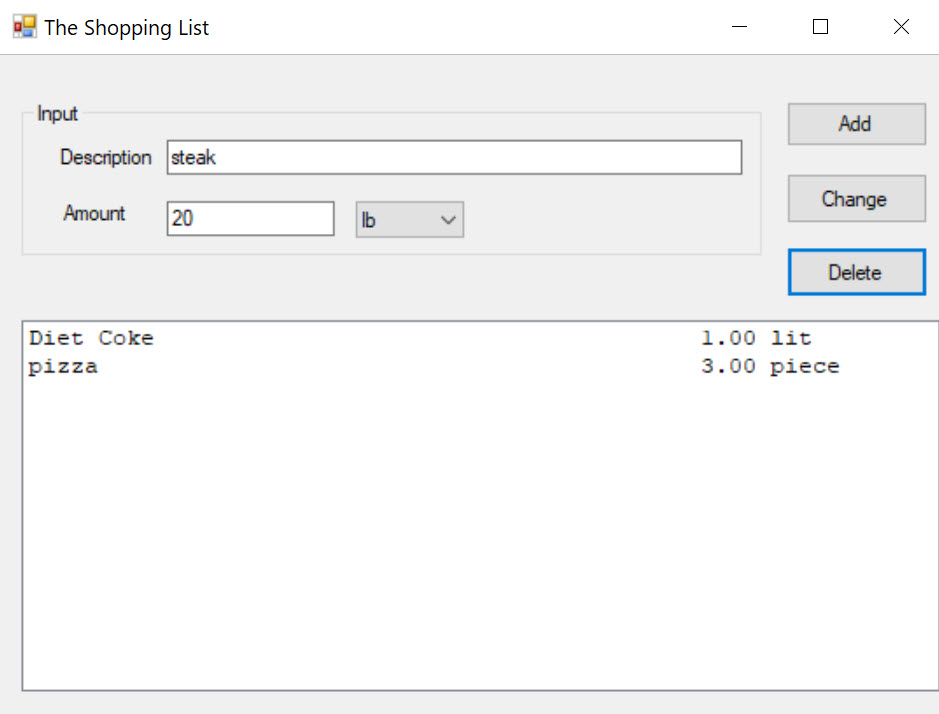 The Shopping List
Input
Description steak
Amount 20 lb
Add
Change
Delete
Diet Coke 1.00 lit
pizza 3.00 piece